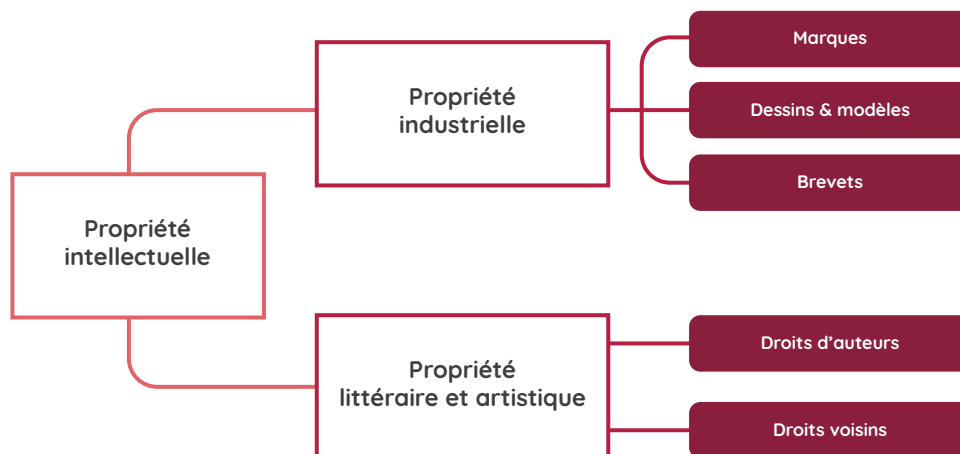 Propriété
intellectuelle
Propriété
industrielle
Marques
Dessins & modèles
Brevets
Propriété
littéraire et artistique
Droits d’auteurs
Droits voisins